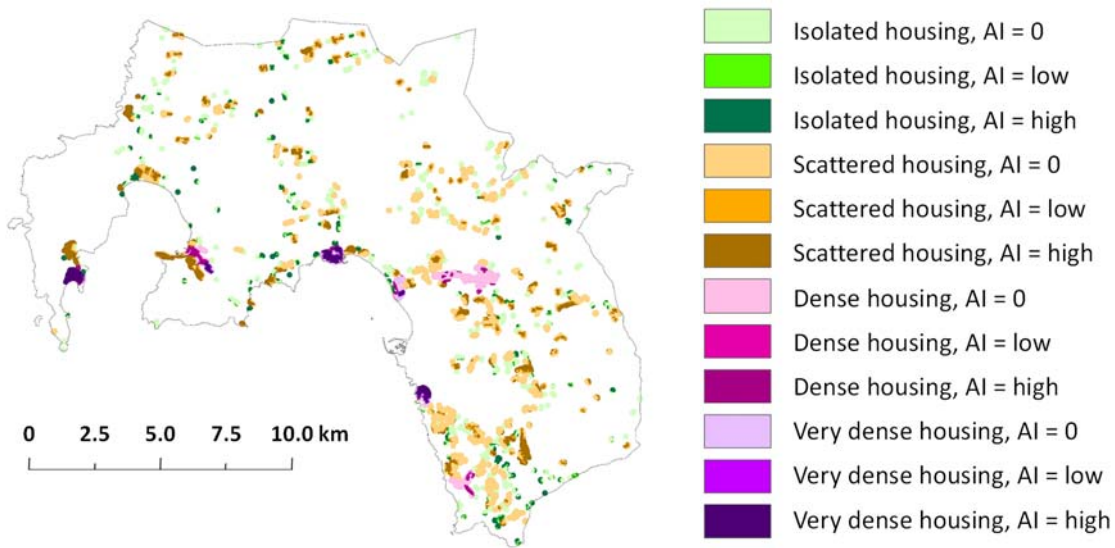 Isolated housing, AI = 0
Isolated housing, AI = low
Isolated housing, AI = high
Scattered housing, AI = 0
Scattered housing, AI = low
Scattered housing, AI = high
Dense housing, AI = 0
Dense housing, AI = low
Dense housing, AI = high
Very dense housing, AI = 0
Very dense housing, AI = low
Very dense housing, AI = high
0 2.5 5.0 7.5 10.0 km